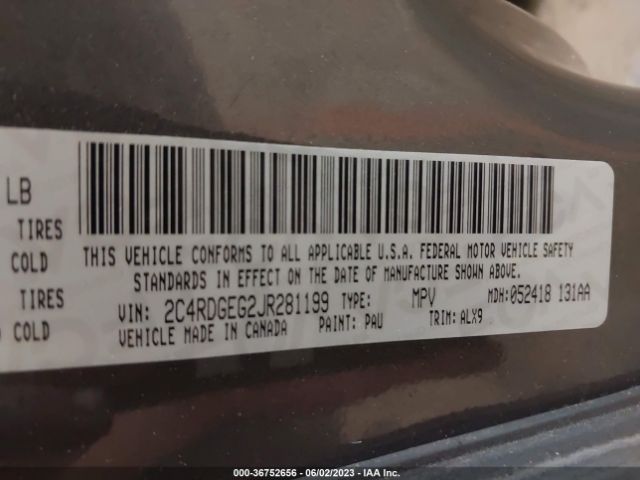 LB
TIRES
COLD
TIRES
COLD
THIS VEHICLE CONFORMS TO ALL APPLICABLE U.S.A. FEDERAL MOTOR VEHICLE SAFETY
STANDARDS IN EFFECT ON THE DATE OF MANUFACTURE SHOWN ABOVE.
VIN: 2C4RDGEG2JR281199 TYPE: MPV MDH:052418 131AA
VEHICLE MADE IN CANADA PAINT: PAU TRIM: ALX9
000-36752656 - 06/02/2023 - IAA Inc.